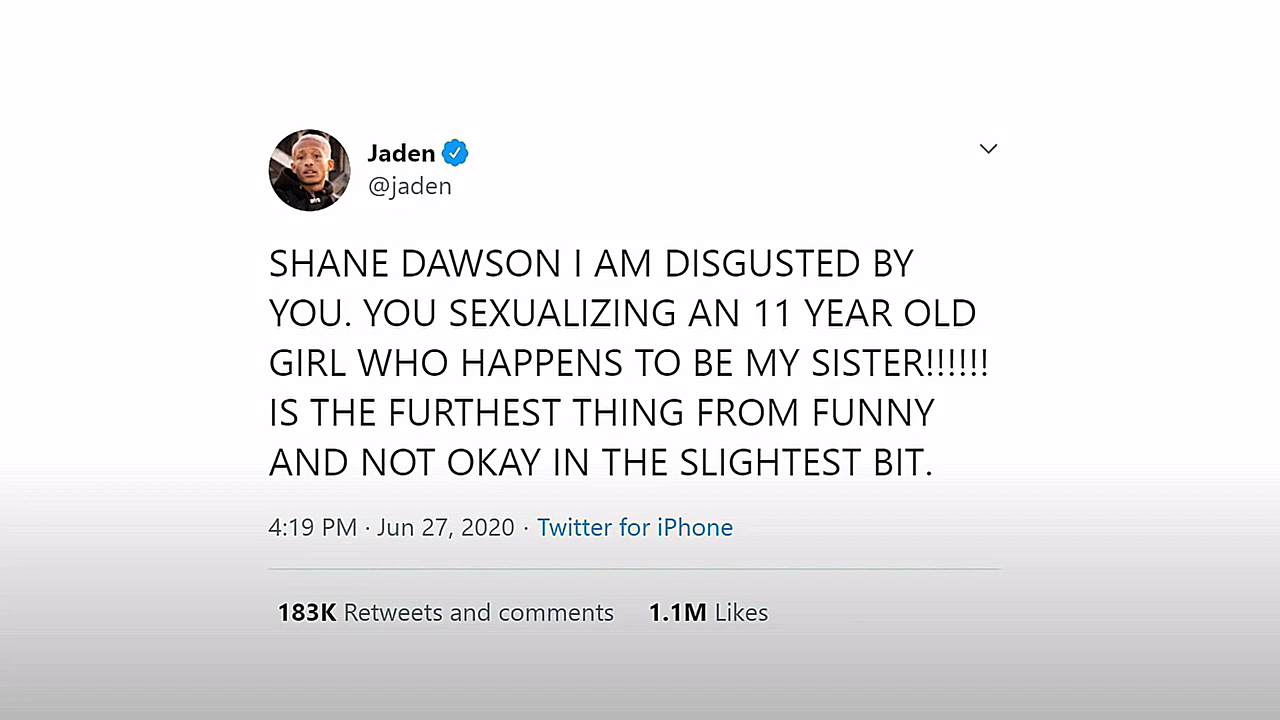 Jaden
@jaden
SHANE DAWSON I AM DISGUSTED BY
YOU. YOU SEXUALIZING AN 11 YEAR OLD
GIRL WHO HAPPENS TO BE MY SISTER!!!!!!
IS THE FURTHEST THING FROM FUNNY
AND NOT OKAY IN THE SLIGHTEST BIT.
4:19 PM · Jun 27, 2020 · Twitter for iPhone
183K Retweets and comments 1.1M Likes